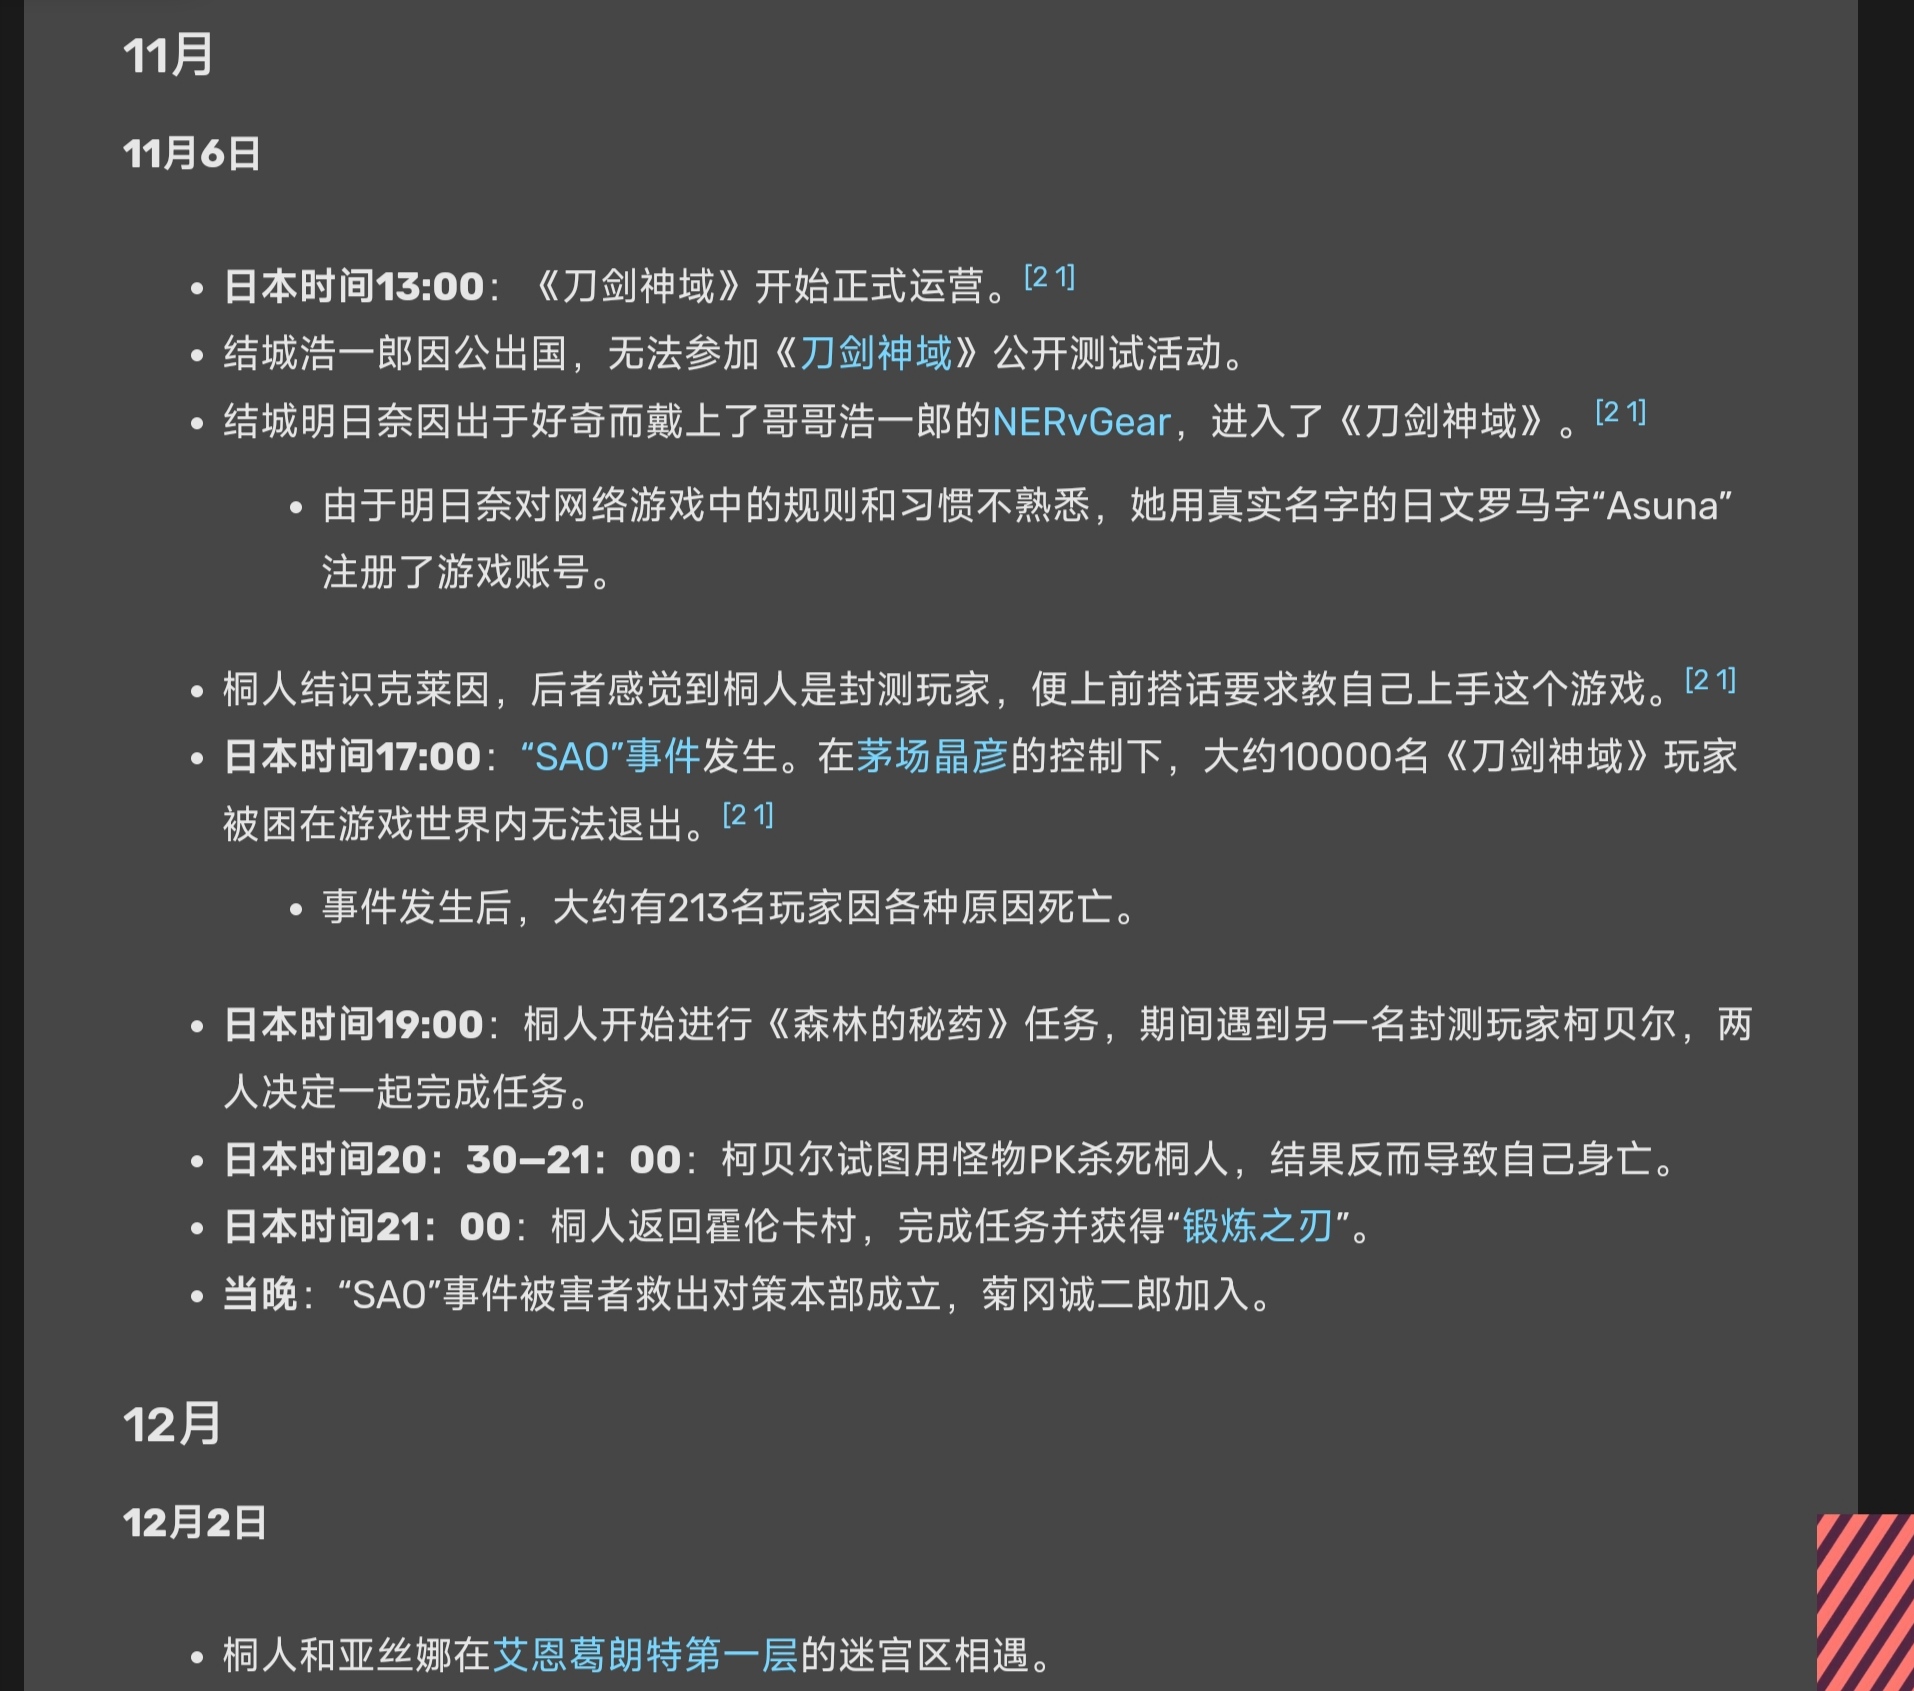 11月
11月6日
日本时间13:00：《刀剑神域》开始正式运营。[2 1]
结城浩一郎因公出国，无法参加《刀剑神域》公开测试活动。
结城明日奈因出于好奇而戴上了哥哥浩一郎的NERvGear，进入了《刀剑神域》。[2 1]
由于明日奈对网络游戏中的规则和习惯不熟悉，她用真实名字的日文罗马字“Asuna”
注册了游戏账号。
桐人结识克莱因，后者感觉到桐人是封测玩家，便上前搭话要求教自己上手这个游戏。[2 1]
日本时间17:00：“SAO”事件发生。在茅场晶彦的控制下，大约10000名《刀剑神域》玩家
被困在游戏世界内无法退出。[2 1]
事件发生后，大约有213名玩家因各种原因死亡。
日本时间19:00：桐人开始进行《森林的秘药》任务，期间遇到另一名封测玩家柯贝尔，两
人决定一起完成任务。
日本时间20：30—21：00：柯贝尔试图用怪物PK杀死桐人，结果反而导致自己身亡。
日本时间21：00：桐人返回霍伦卡村，完成任务并获得“锻炼之刃”。
当晚：“SAO”事件被害者救出对策本部成立，菊冈诚二郎加入。
12月
12月2日
桐人和亚丝娜在艾恩葛朗特第一层的迷宫区相遇。